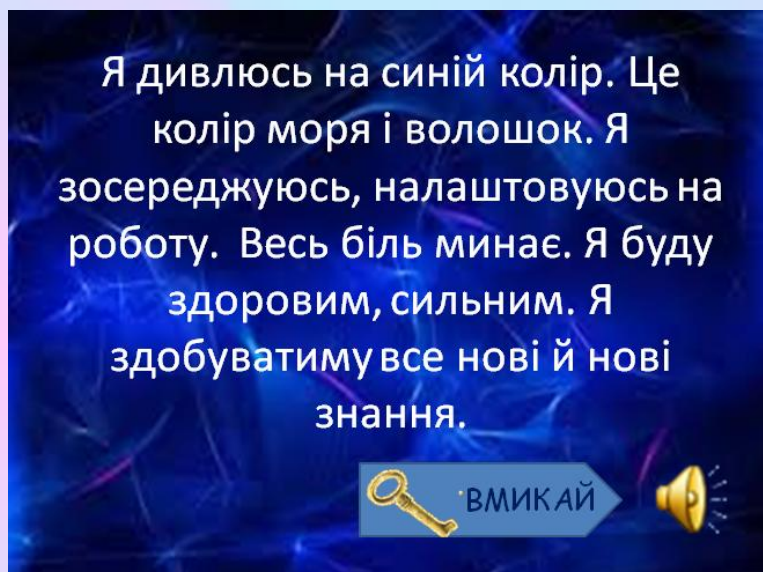 Я дивлюсь на синій колір. Це
колір моря і волошок. Я
зосереджуюсь, налаштовуюсь на
роботу. Весь біль минає. Я буду
здоровим, сильним. Я
здобуватиму все нові й нові
знання.
ВМИКАЙ